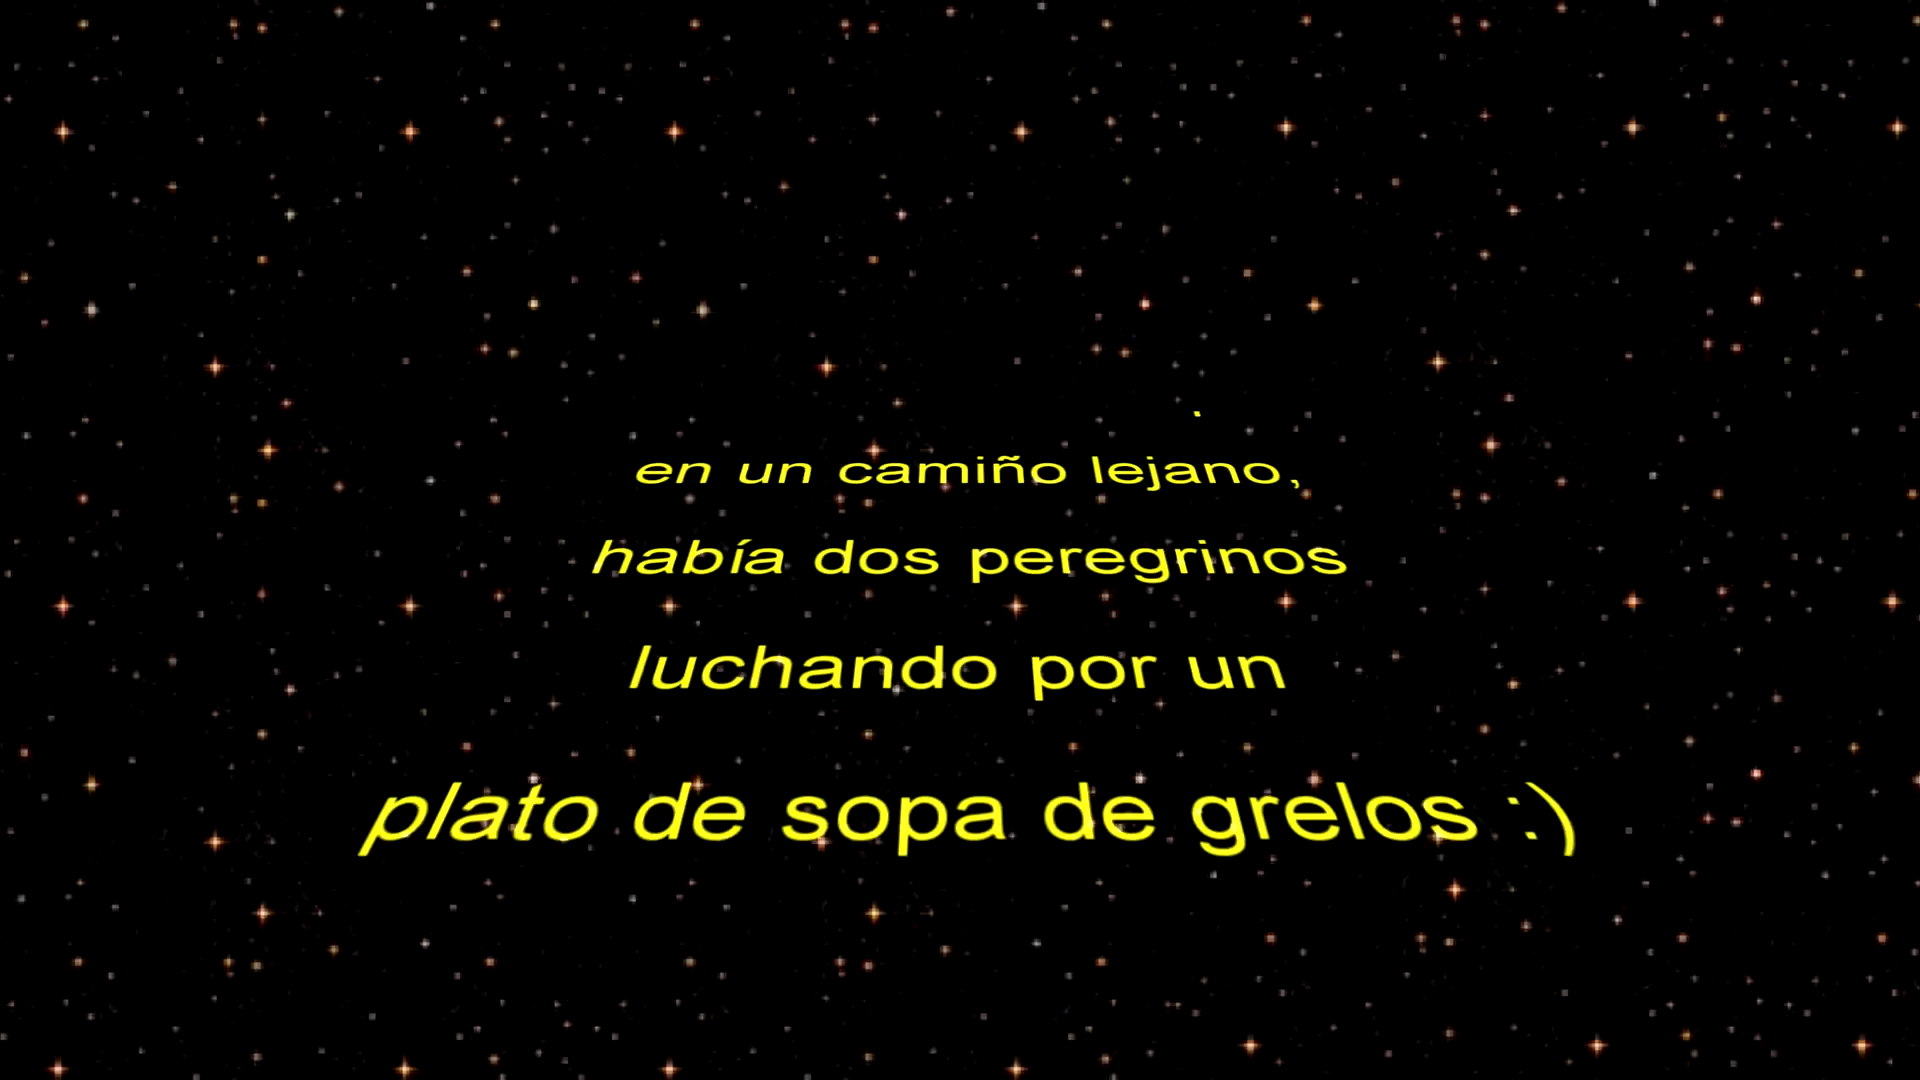 en un camiño lejano,
había dos peregrinos
luchando por un
plato de sopa de grelos :)